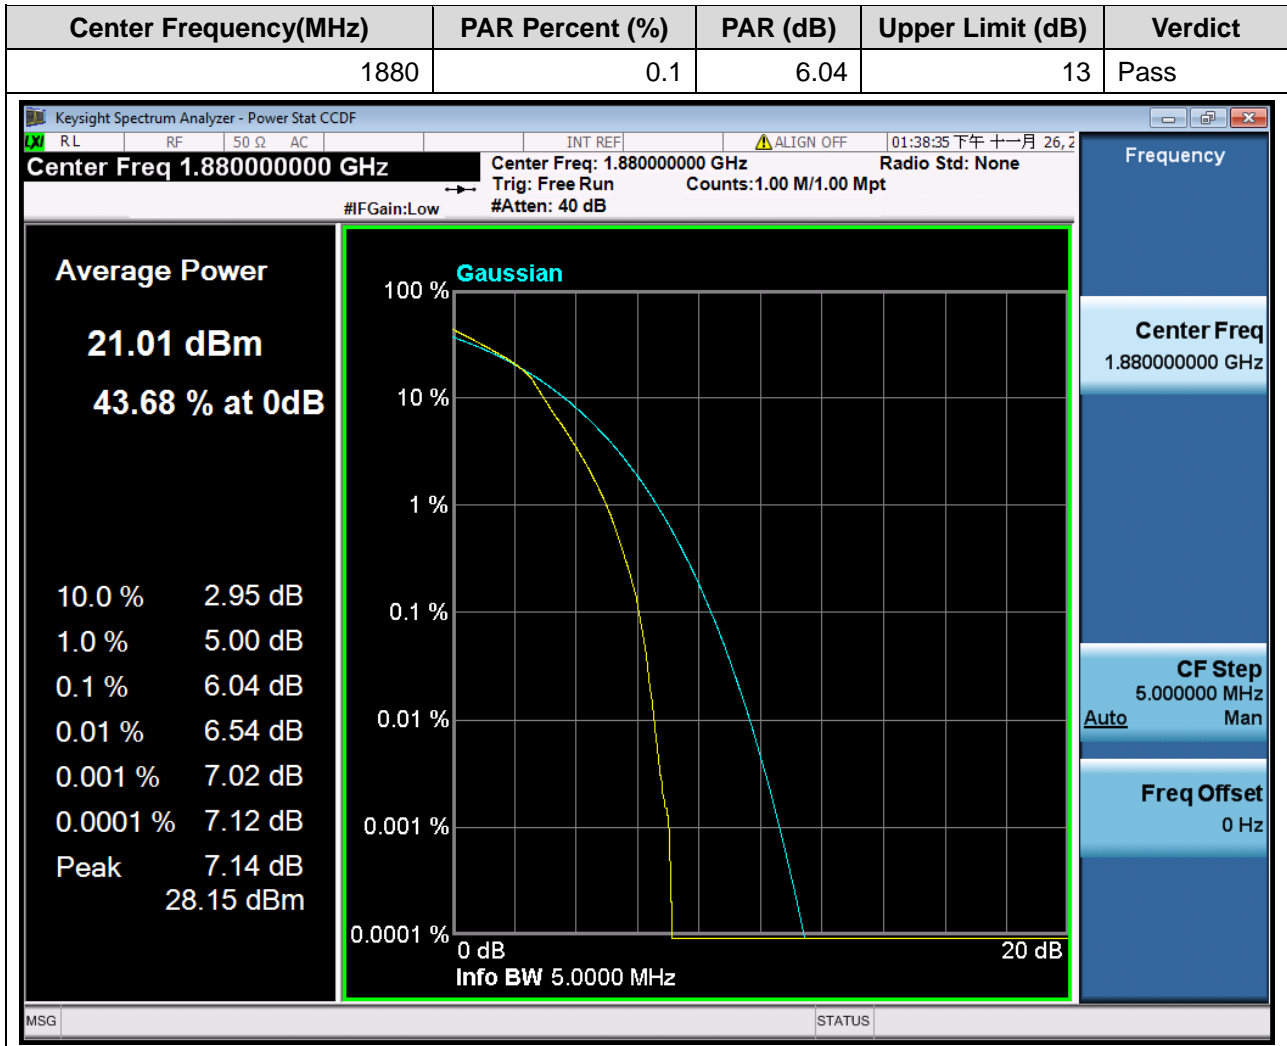 Center Frequency(MHz) PAR Percent (%) PAR (dB) Upper Limit (dB) Verdict
1880 0.1 6.04 13 Pass
Keysight Spectrum Analyzer - Power Stat CCDF
LXI RL RF 50 Ω AC INT REF ALIGN OFF 01:38:35下午 十一月 26, 2
Center Freq 1.880000000 GHz
Center Freq: 1.880000000 GHz Radio Std: None
Trig: Free Run Counts:1.00 M/1.00 Mpt
#IFGain:Low #Atten: 40 dB
Average Power
21.01 dBm
43.68 % at 0dB
10.0 % 2.95 dB
1.0 % 5.00 dB
0.1 % 6.04 dB
0.01 % 6.54 dB
0.001 % 7.02 dB
0.0001 % 7.12 dB
Peak 7.14 dB
28.15 dBm
Gaussian
100 %
10 %
1 %
0.1 %
0.01 %
0.001 %
0.0001 %
0 dB 20 dB
Info BW 5.0000 MHz
Frequency
Center Freq
1.880000000 GHz
CF Step
5.000000 MHz
Auto Man
Freq Offset
0 Hz
MSG STATUS